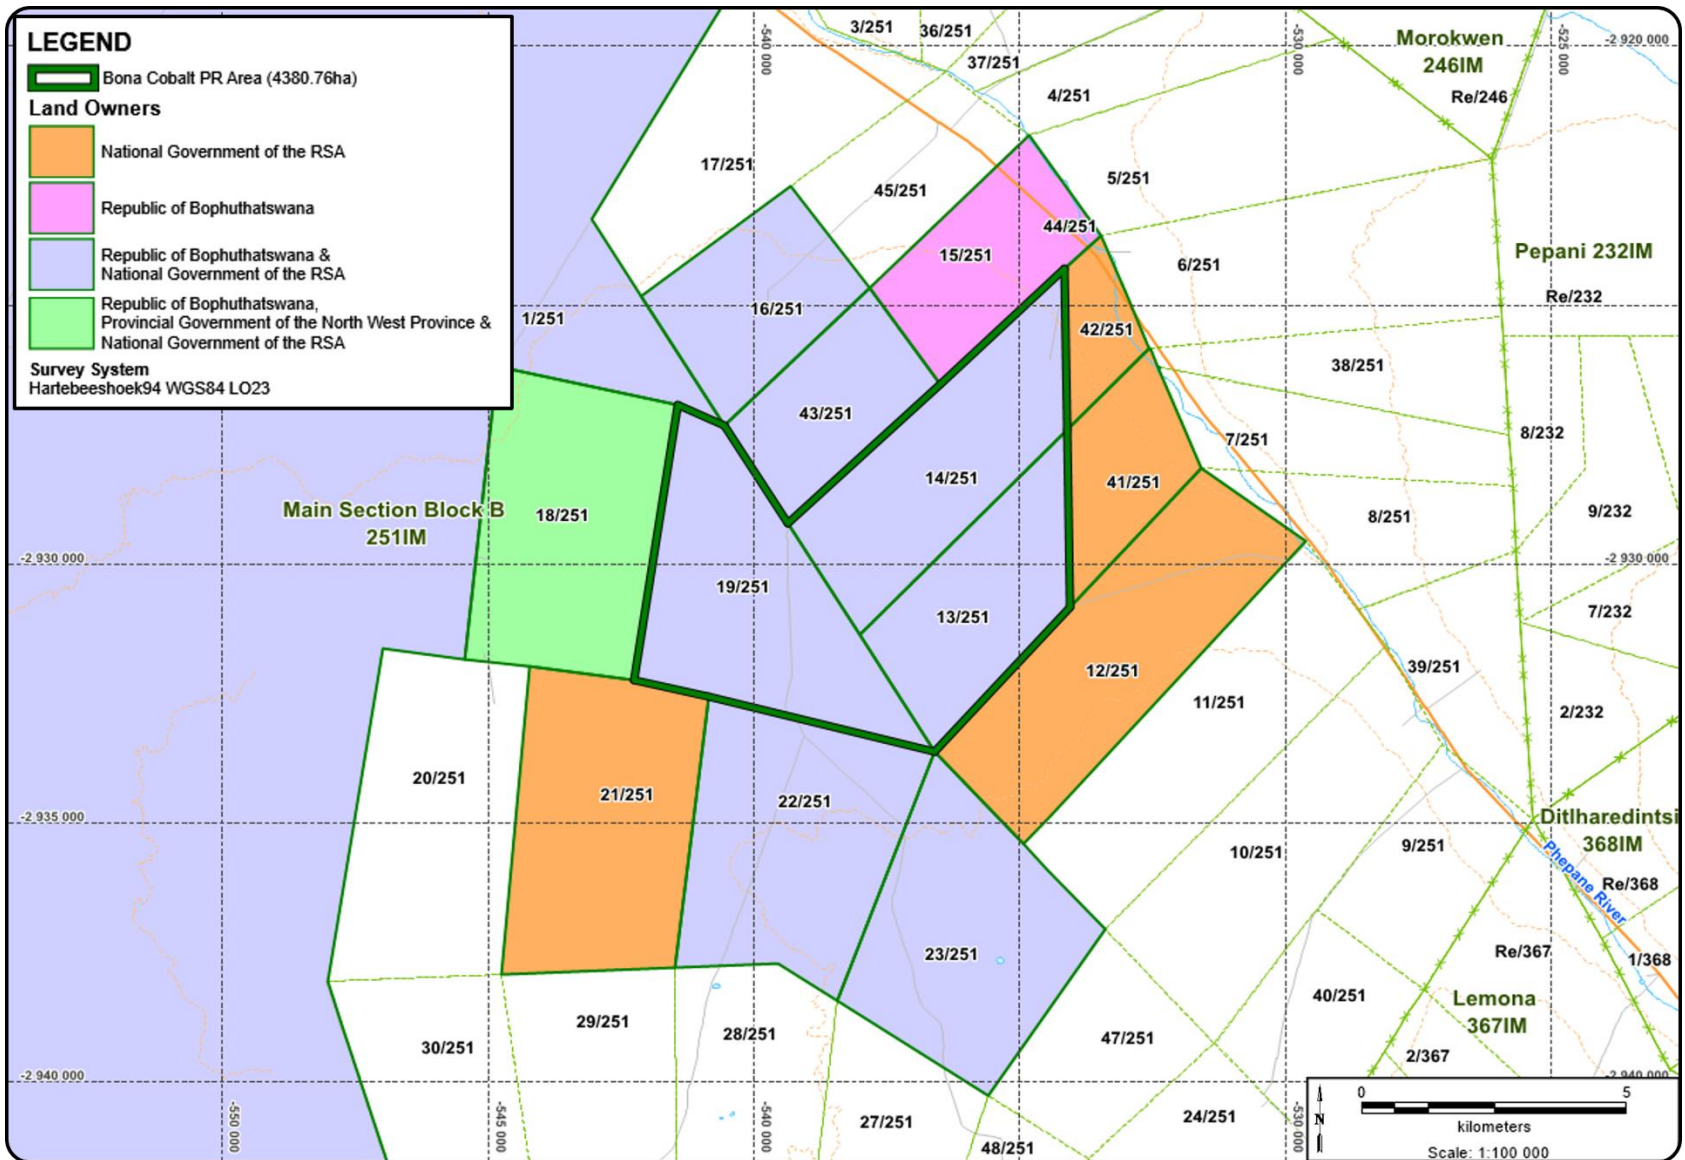 LEGEND
Bona Cobalt PR Area (4380.76ha)
Land Owners
National Government of the RSA
Republic of Bophuthatswana
Republic of Bophuthatswana &
National Government of the RSA
Republic of Bophuthatswana,
Provincial Government of the North West Province &
National Government of the RSA
Survey System
Hartebeeshoek94 WGS84 LO23
3/251
36/251
37/251
4/251
-540 000
-530 000
-525 000
-2 920 000
Morokwen
246IM
Re/246
17/251
45/251
5/251
44/251
15/251
6/251
Pepani 232IM
Re/232
1/251
16/251
42/251
38/251
43/251
7/251
8/232
14/251
41/251
Main Section Block B
251IM
18/251
8/251
9/232
-2 930 000
-2 930 000
19/251
13/251
7/232
12/251
39/251
11/251
2/232
20/251
21/251
22/251
-2 935 000
Ditlharedintsi
368IM
10/251
9/251
Phepane River
Re/368
23/251
Re/367
1/368
40/251
Lemona
367IM
30/251
29/251
28/251
47/251
2/367
-2 940 000
-2 940 000
27/251
24/251
48/251
-550 000
-545 000
-540 000
-530 000
N
0
5
kilometers
Scale: 1:100 000